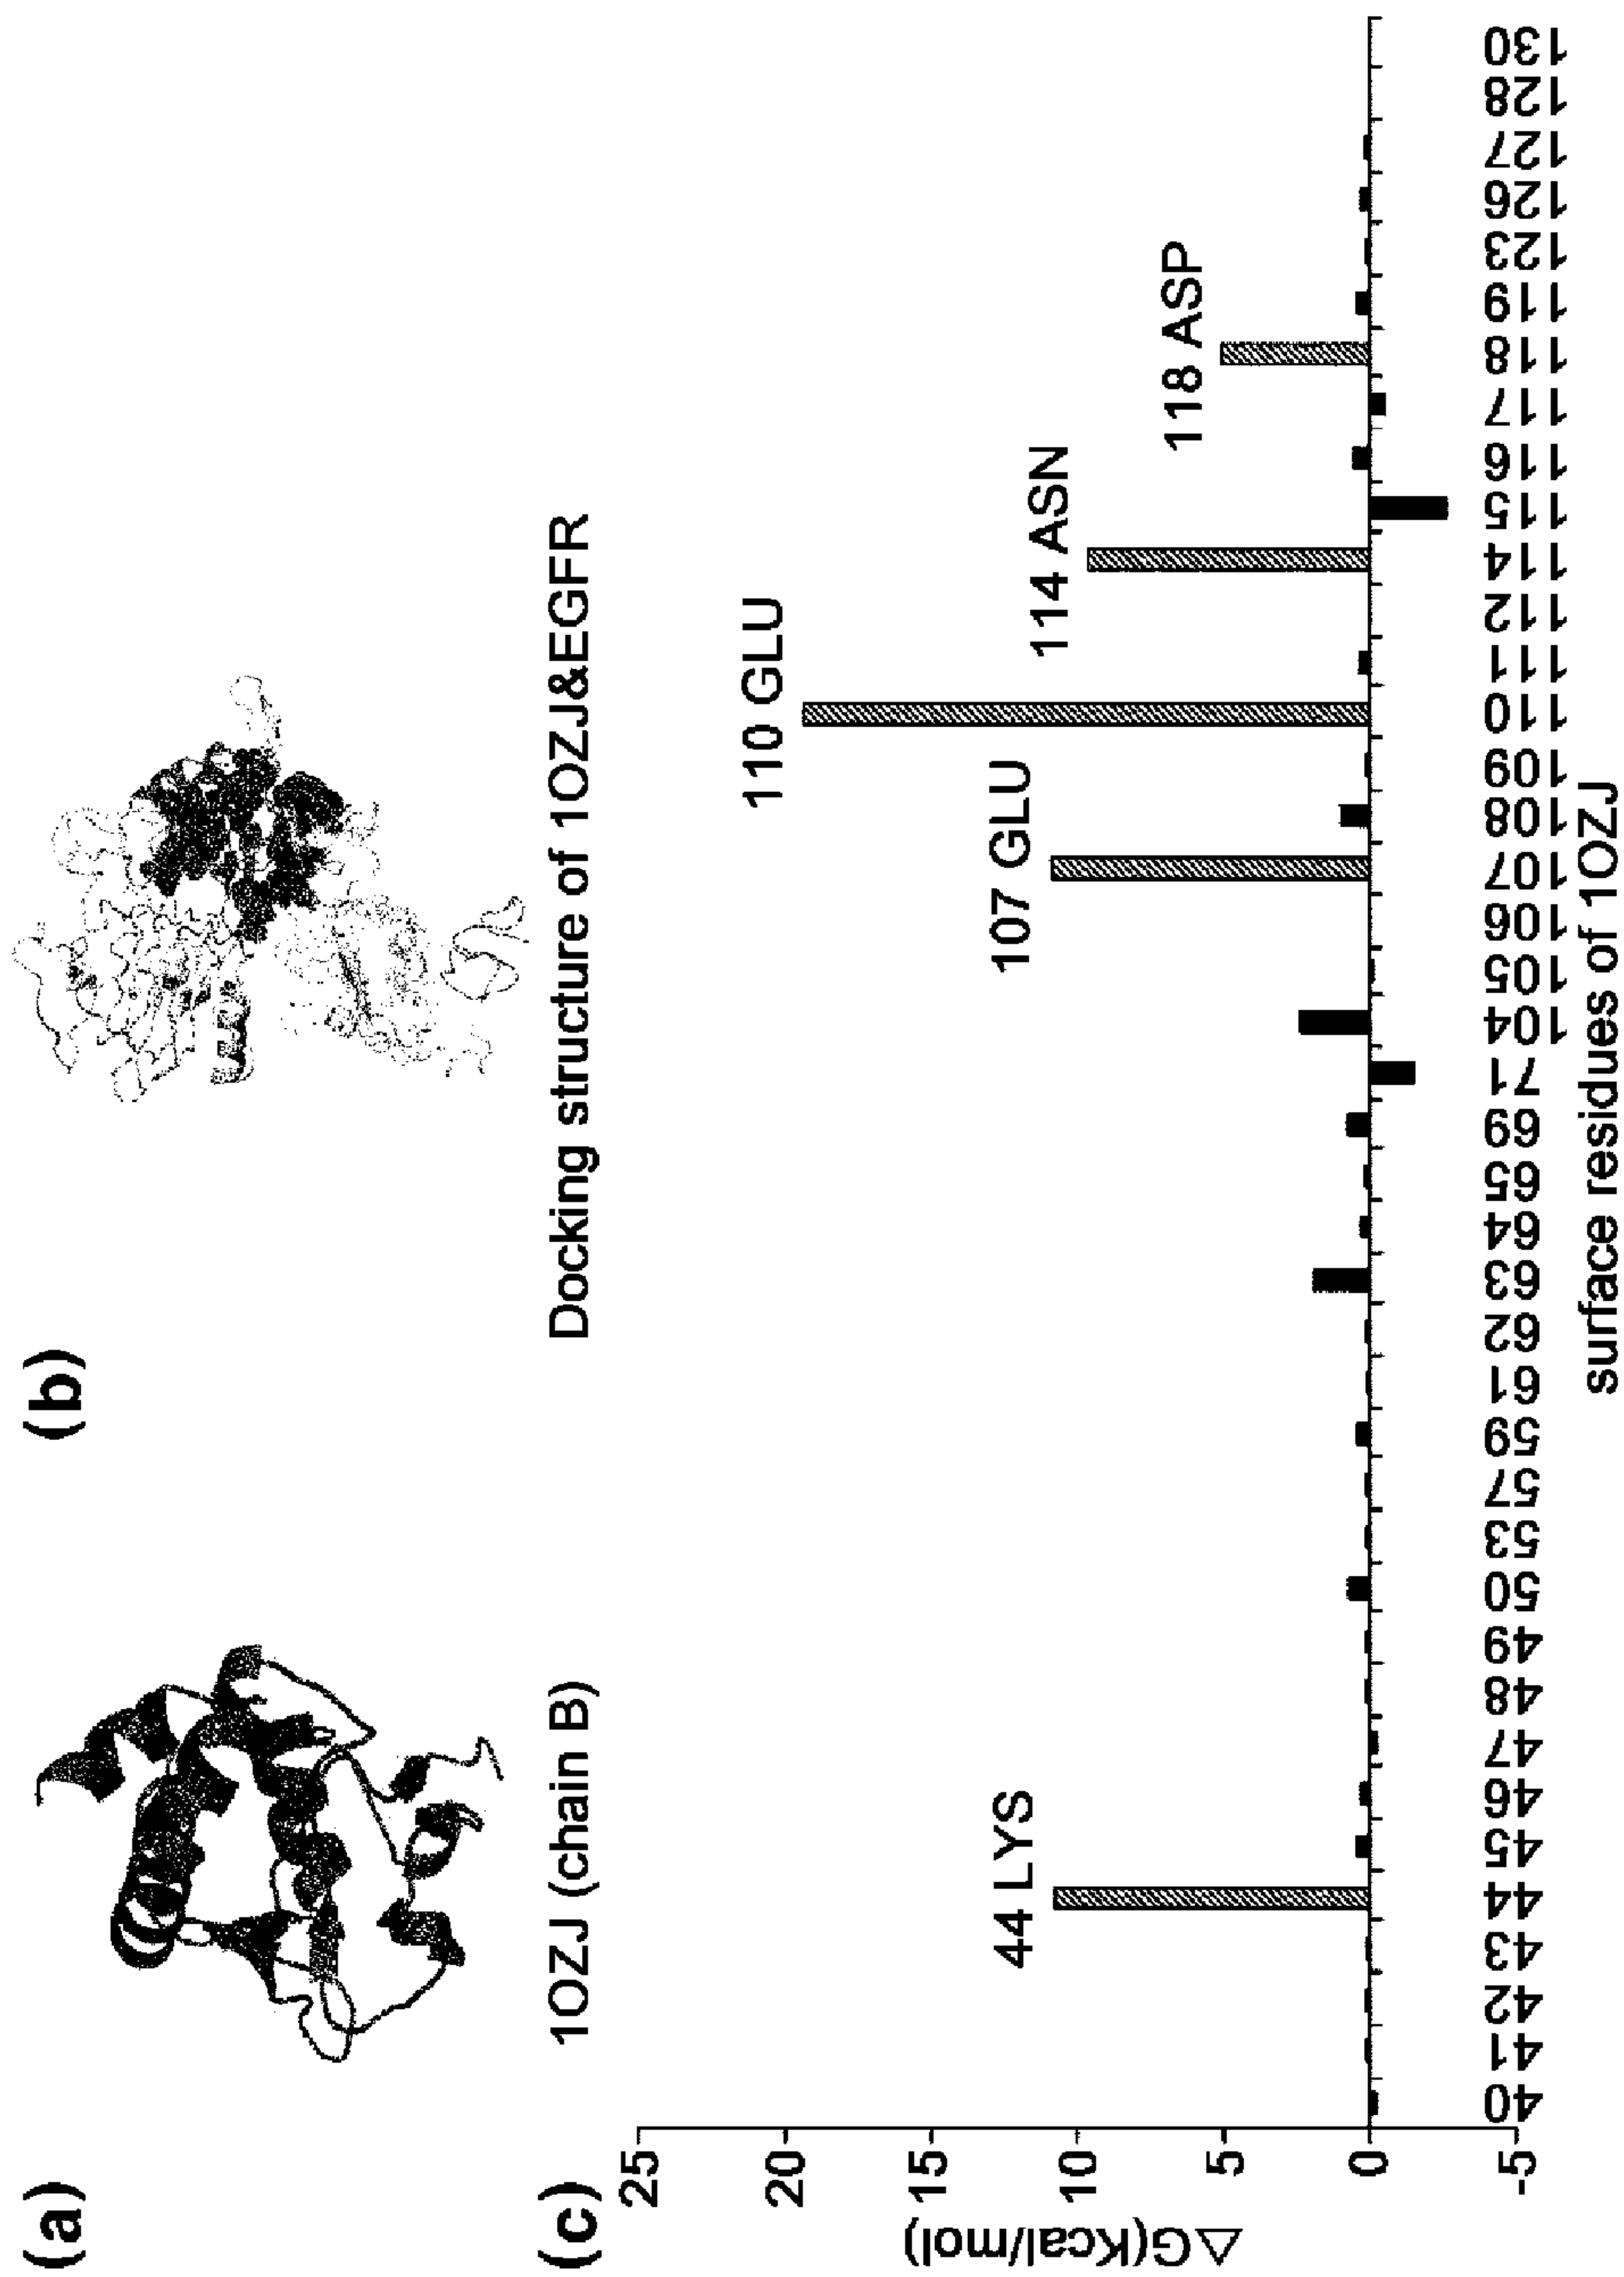 (a)
(b)
1OZJ (chain B)
Docking structure of 1OZJ&EGFR
(c)
△G(Kcal/mol)
25
20
15
10
5
0
-5
44 LYS
107 GLU
110 GLU
114 ASN
118 ASP
40 41 42 43 44 45 46 47 48 49 50 53 57 59 61 62 63 64 65 69 71 104 105 106 107 108 109 110 111 112 114 115 116 117 118 119 123 126 127 128 130
surface residues of 1OZJ